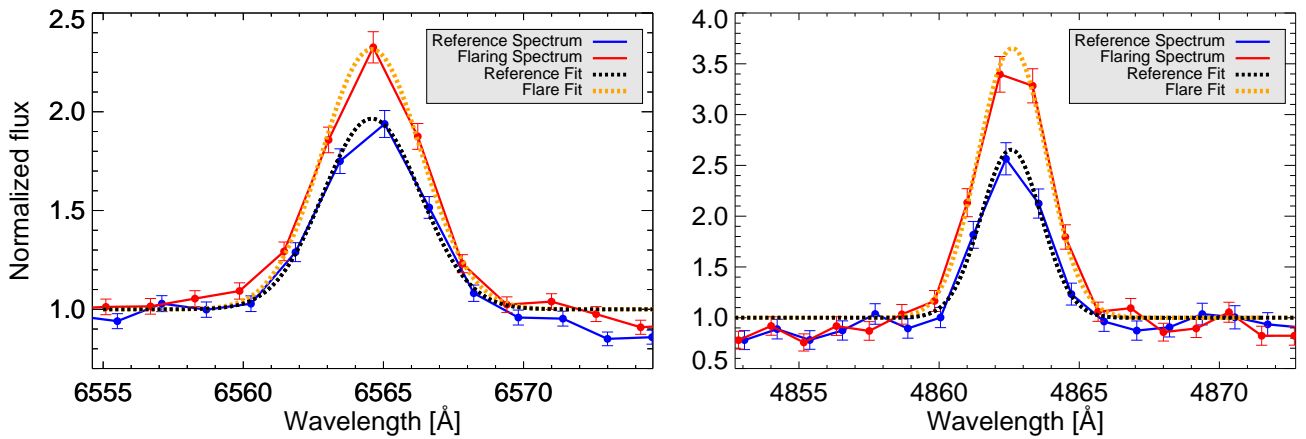 Normalized flux
2.5
2.0
1.5
1.0
6555 6560 6565 6570
Wavelength [Å]
Reference Spectrum
Flaring Spectrum
Reference Fit
Flare Fit
4.0
3.5
3.0
2.5
2.0
1.5
1.0
0.5
4855 4860 4865 4870
Wavelength [Å]
Reference Spectrum
Flaring Spectrum
Reference Fit
Flare Fit